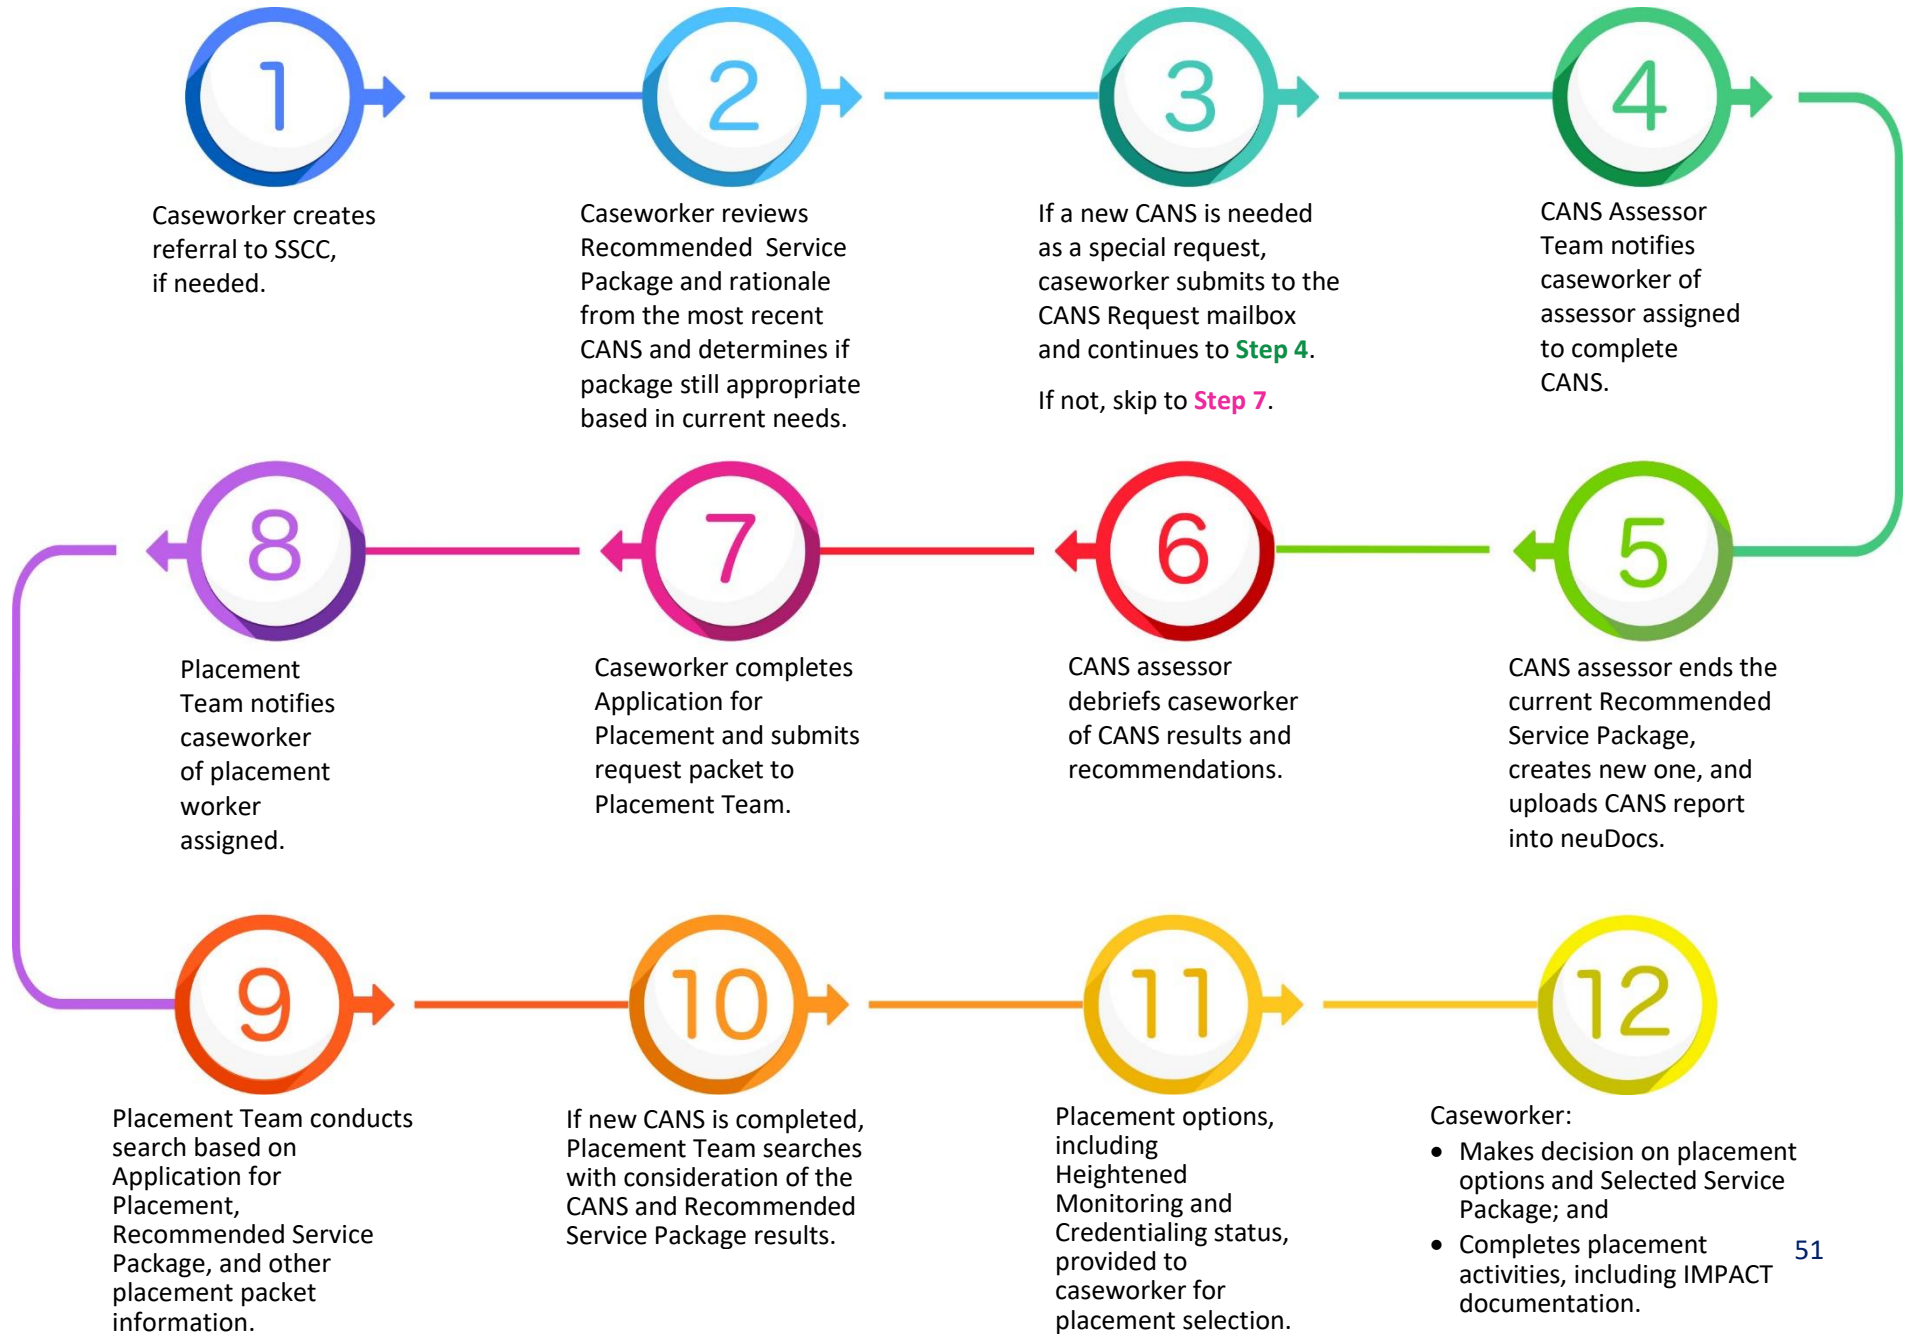 1
Caseworker creates
referral to SSCC,
if needed.
2
Caseworker reviews
Recommended Service
Package and rationale
from the most recent
CANS and determines if
package still appropriate
based in current needs.
3
If a new CANS is needed
as a special request,
caseworker submits to the
CANS Request mailbox
and continues to Step 4.
If not, skip to Step 7.
4
CANS Assessor
Team notifies
caseworker of
assessor assigned
to complete
CANS.
5
CANS assessor ends the
current Recommended
Service Package,
creates new one, and
uploads CANS report
into neuDocs.
6
CANS assessor
debriefs caseworker
of CANS results and
recommendations.
7
Caseworker completes
Application for
Placement and submits
request packet to
Placement Team.
8
Placement
Team notifies
caseworker
of placement
worker
assigned.
9
Placement Team conducts
search based on
Application for
Placement,
Recommended Service
Package, and other
placement packet
information.
10
If new CANS is completed,
Placement Team searches
with consideration of the
CANS and Recommended
Service Package results.
11
Placement options,
including
Heightened
Monitoring and
Credentialing status,
provided to
caseworker for
placement selection.
12
Caseworker:
• Makes decision on placement
options and Selected Service
Package; and
• Completes placement
activities, including IMPACT
documentation.
51